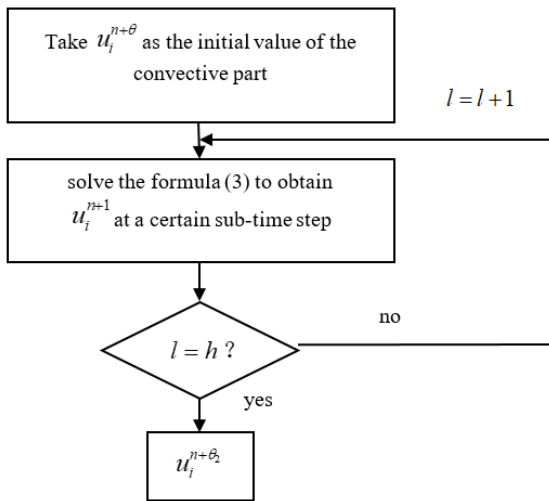 Take u_i^{n+θ} as the initial value of the
convective part
l = l + 1
solve the formula (3) to obtain
u_i^{n+1} at a certain sub-time step
no
l = h ?
yes
u_i^{n+θ_2}